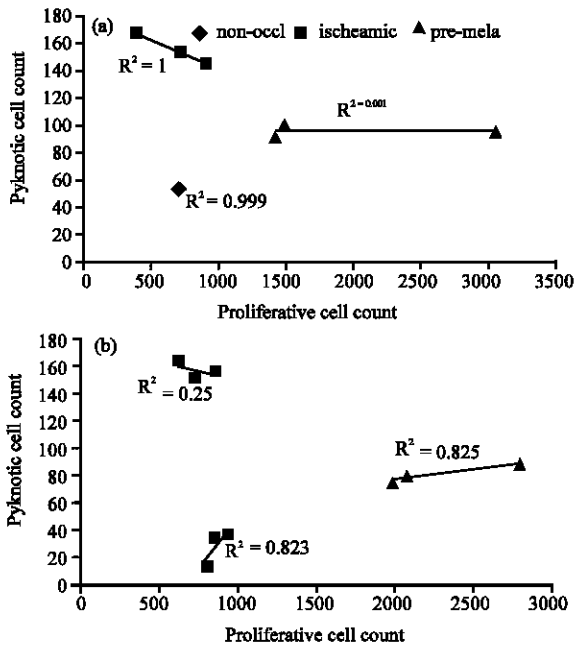 (a)
non-occl ischeamic pre-mela
R2 = 1
R2 = 0.001
R2 = 0.999
Pyknotic cell count
180
160
140
120
100
80
60
40
20
0
0 500 1000 1500 2000 2500 3000 3500
Proliferative cell count
(b)
R2 = 0.25
R2 = 0.825
R2 = 0.823
Pyknotic cell count
180
160
140
120
100
80
60
40
20
0
0 500 1000 1500 2000 2500 3000
Proliferative cell count